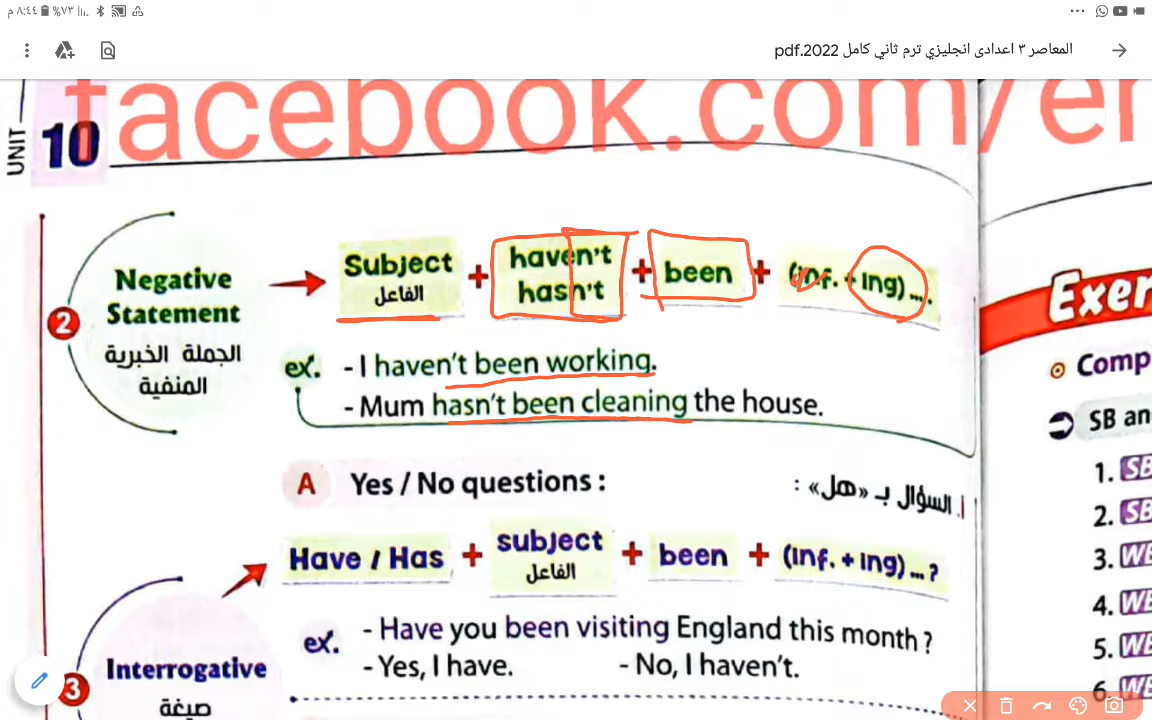 م ٨:٤٤ %٧٣
المعاصر ٣ اعدادى انجليزي ترم ثاني كامل 2022.pdf
facebook.com/er
UNIT 10
2
Negative
Statement
الجملة الخبرية
المنفية
Subject + haven't + been + (inf. + ing) ....
الفاعل hasn't
ex. - I haven't been working.
- Mum hasn't been cleaning the house.
A Yes / No questions :
أ. السؤال بـ «هل» :
Have / Has + subject + been + (inf. + ing) ... ?
الفاعل
ex. - Have you been visiting England this month ?
- Yes, I have. - No, I haven't.
3
Interrogative
صيغة
Exer
Comp
SB an
1. SB
2. SB
3. WB
4. WB
5. WB
6. WB